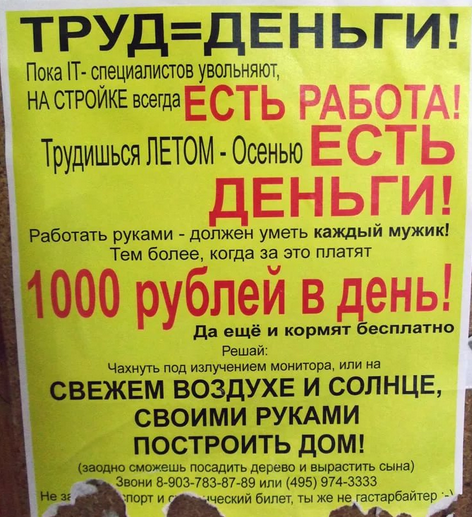 ТРУД=ДЕНЬГИ!
Пока IT- специалистов увольняют,
НА СТРОЙКЕ всегда ЕСТЬ РАБОТА!
Трудишься ЛЕТОМ - Осенью ЕСТЬ
ДЕНЬГИ!
Работать руками - должен уметь каждый мужик!
Тем более, когда за это платят
1000 рублей в день!
Да ещё и кормят бесплатно
Решай:
Чахнуть под излучением монитора, или на
СВЕЖЕМ ВОЗДУХЕ И СОЛНЦЕ,
СВОИМИ РУКАМИ
ПОСТРОИТЬ ДОМ!
(заодно сможешь посадить дерево и вырастить сына)
Звони 8-903-783-87-89 или (495) 974-3333
Не и билет, ты же не гастарбайтер :-)